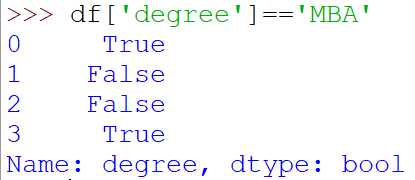 >>> df['degree']=='MBA'
0     True
1    False
2    False
3     True
Name: degree, dtype: bool